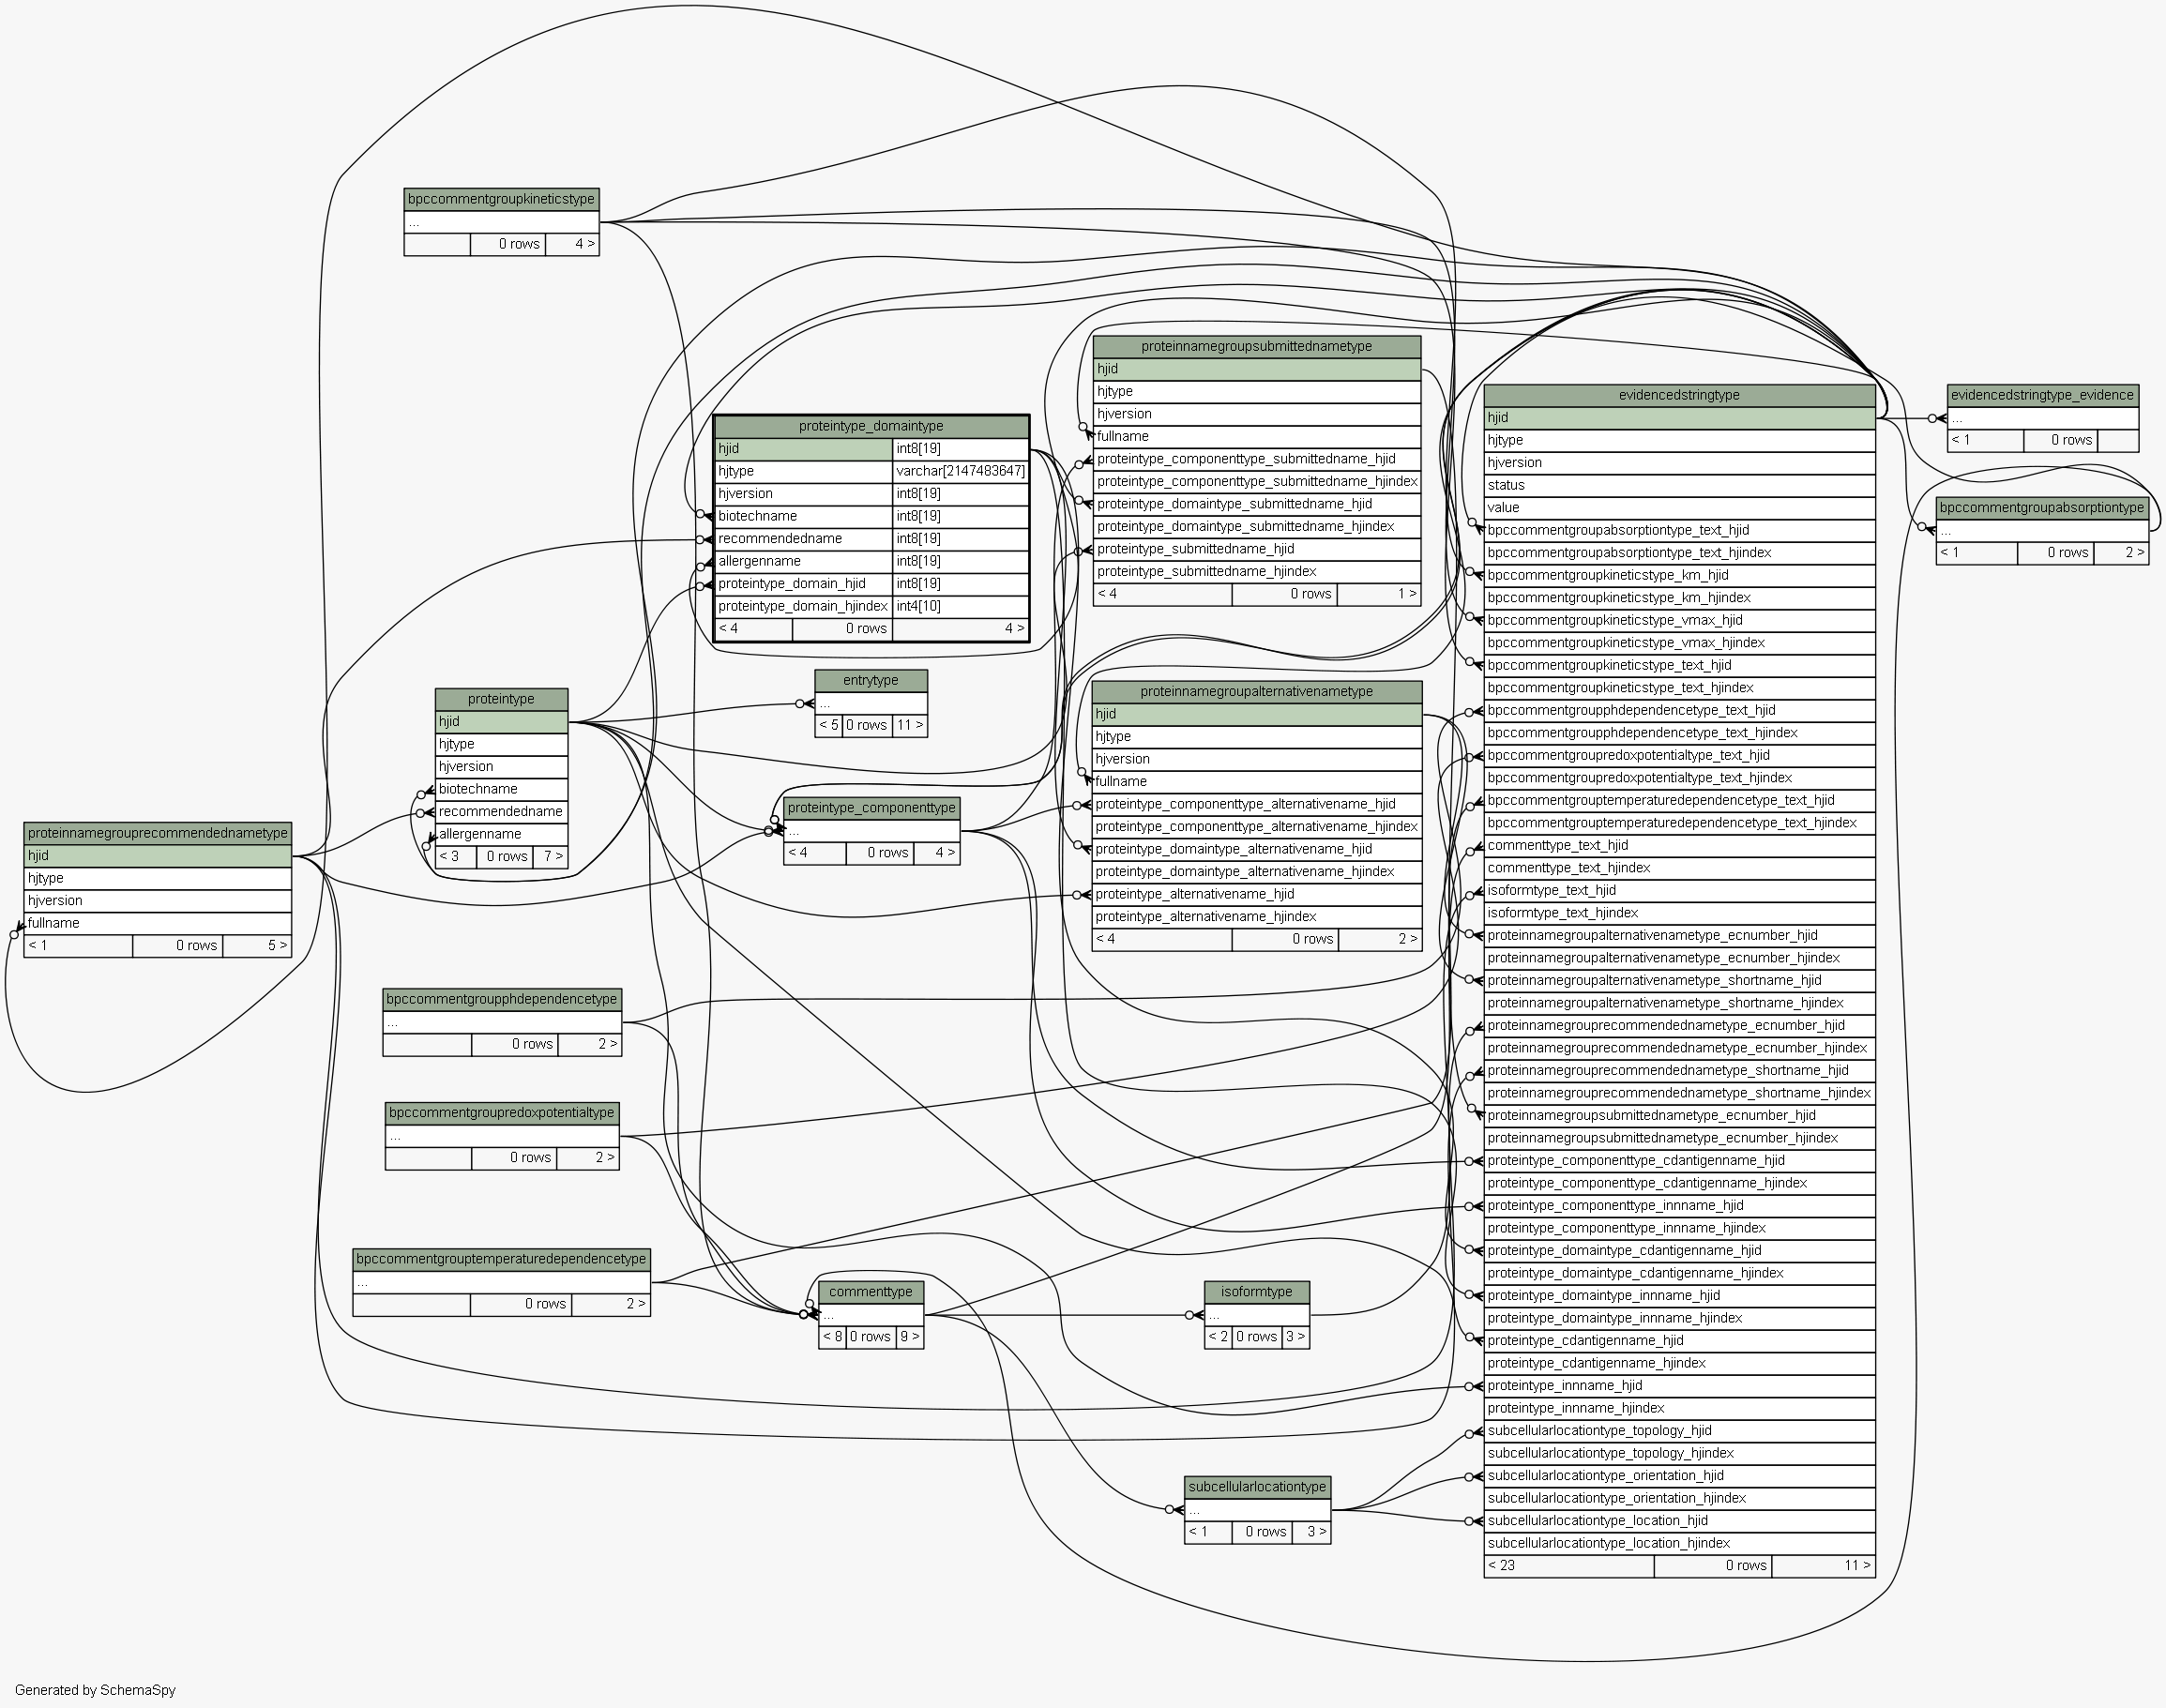 bpccommentgroupkineticstype
...
0 rows 4 >
proteinnamegroupsubmittednametype
hjid
hjtype
hjversion
fullname
proteintype_componenttype_submittedname_hjid
proteintype_componenttype_submittedname_hjindex
proteintype_domaintype_submittedname_hjid
proteintype_domaintype_submittedname_hjindex
proteintype_submittedname_hjid
proteintype_submittedname_hjindex
< 4 0 rows 1 >
evidencedstringtype
hjid
hjtype
hjversion
status
value
bpccommentgroupabsorptiontype_text_hjid
bpccommentgroupabsorptiontype_text_hjindex
bpccommentgroupkineticstype_km_hjid
bpccommentgroupkineticstype_km_hjindex
bpccommentgroupkineticstype_vmax_hjid
bpccommentgroupkineticstype_vmax_hjindex
bpccommentgroupkineticstype_text_hjid
bpccommentgroupkineticstype_text_hjindex
bpccommentgroupphdependencetype_text_hjid
bpccommentgroupphdependencetype_text_hjindex
bpccommentgroupredoxpotentialtype_text_hjid
bpccommentgroupredoxpotentialtype_text_hjindex
bpccommentgrouptemperaturedependencetype_text_hjid
bpccommentgrouptemperaturedependencetype_text_hjindex
commenttype_text_hjid
commenttype_text_hjindex
isoformtype_text_hjid
isoformtype_text_hjindex
proteinnamegroupalternativenametype_ecnumber_hjid
proteinnamegroupalternativenametype_ecnumber_hjindex
proteinnamegroupalternativenametype_shortname_hjid
proteinnamegroupalternativenametype_shortname_hjindex
proteinnamegrouprecommendednametype_ecnumber_hjid
proteinnamegrouprecommendednametype_ecnumber_hjindex
proteinnamegrouprecommendednametype_shortname_hjid
proteinnamegrouprecommendednametype_shortname_hjindex
proteinnamegroupsubmittednametype_ecnumber_hjid
proteinnamegroupsubmittednametype_ecnumber_hjindex
proteintype_componenttype_cdantigenname_hjid
proteintype_componenttype_cdantigenname_hjindex
proteintype_componenttype_innname_hjid
proteintype_componenttype_innname_hjindex
proteintype_domaintype_cdantigenname_hjid
proteintype_domaintype_cdantigenname_hjindex
proteintype_domaintype_innname_hjid
proteintype_domaintype_innname_hjindex
proteintype_cdantigenname_hjid
proteintype_cdantigenname_hjindex
proteintype_innname_hjid
proteintype_innname_hjindex
subcellularlocationtype_topology_hjid
subcellularlocationtype_topology_hjindex
subcellularlocationtype_orientation_hjid
subcellularlocationtype_orientation_hjindex
subcellularlocationtype_location_hjid
subcellularlocationtype_location_hjindex
< 23 0 rows 11 >
evidencedstringtype_evidence
...
< 1 0 rows
bpccommentgroupabsorptiontype
...
< 1 0 rows 2 >
proteintype_domaintype
hjid int8[19]
hjtype varchar[2147483647]
hjversion int8[19]
biotechname int8[19]
recommendedname int8[19]
allergenname int8[19]
proteintype_domain_hjid int8[19]
proteintype_domain_hjindex int4[10]
< 4 0 rows 4 >
entrytype
...
< 5 0 rows 11 >
proteintype
hjid
hjtype
hjversion
biotechname
recommendedname
allergenname
< 3 0 rows 7 >
proteinnamegroupalternativenametype
hjid
hjtype
hjversion
fullname
proteintype_componenttype_alternativename_hjid
proteintype_componenttype_alternativename_hjindex
proteintype_domaintype_alternativename_hjid
proteintype_domaintype_alternativename_hjindex
proteintype_alternativename_hjid
proteintype_alternativename_hjindex
< 4 0 rows 2 >
proteintype_componenttype
...
< 4 0 rows 4 >
proteinnamegrouprecommendednametype
hjid
hjtype
hjversion
fullname
< 1 0 rows 5 >
bpccommentgroupphdependencetype
...
0 rows 2 >
bpccommentgroupredoxpotentialtype
...
0 rows 2 >
bpccommentgrouptemperaturedependencetype
...
0 rows 2 >
commenttype
...
< 8 0 rows 9 >
isoformtype
...
< 2 0 rows 3 >
subcellularlocationtype
...
< 1 0 rows 3 >
Generated by SchemaSpy